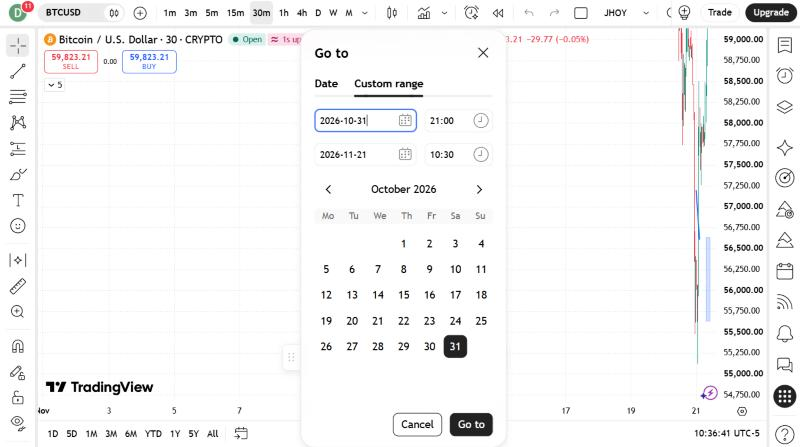 D 11 BTCUSD 1m 3m 5m 15m 30m 1h 4h D W M JHOY Trade Upgrade
Bitcoin / U.S. Dollar · 30 · CRYPTO Open 1s up
3.21 −29.77 (−0.05%)
59,823.21 SELL 0.00 59,823.21 BUY
5
Go to
Date Custom range
2026-10-31 21:00
2026-11-21 10:30
October 2026
Mo Tu We Th Fr Sa Su
1 2 3 4
5 6 7 8 9 10 11
12 13 14 15 16 17 18
19 20 21 22 23 24 25
26 27 28 29 30 31
Cancel Go to
59,000.00
58,750.00
58,500.00
58,250.00
58,000.00
57,750.00
57,500.00
57,250.00
57,000.00
56,750.00
56,500.00
56,250.00
56,000.00
55,750.00
55,500.00
55,250.00
55,000.00
54,750.00
TradingView
Nov 3 5 7 17 19 21
1D 5D 1M 3M 6M YTD 1Y 5Y All 10:36:41 UTC-5